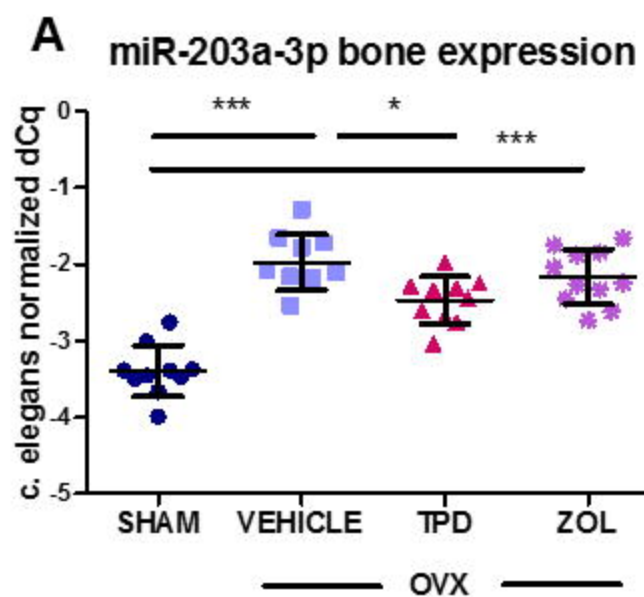 A
miR-203a-3p bone expression
c. elegans normalized dCq
0
-1
-2
-3
-4
-5
***
*
***
SHAM VEHICLE TPD ZOL
OVX